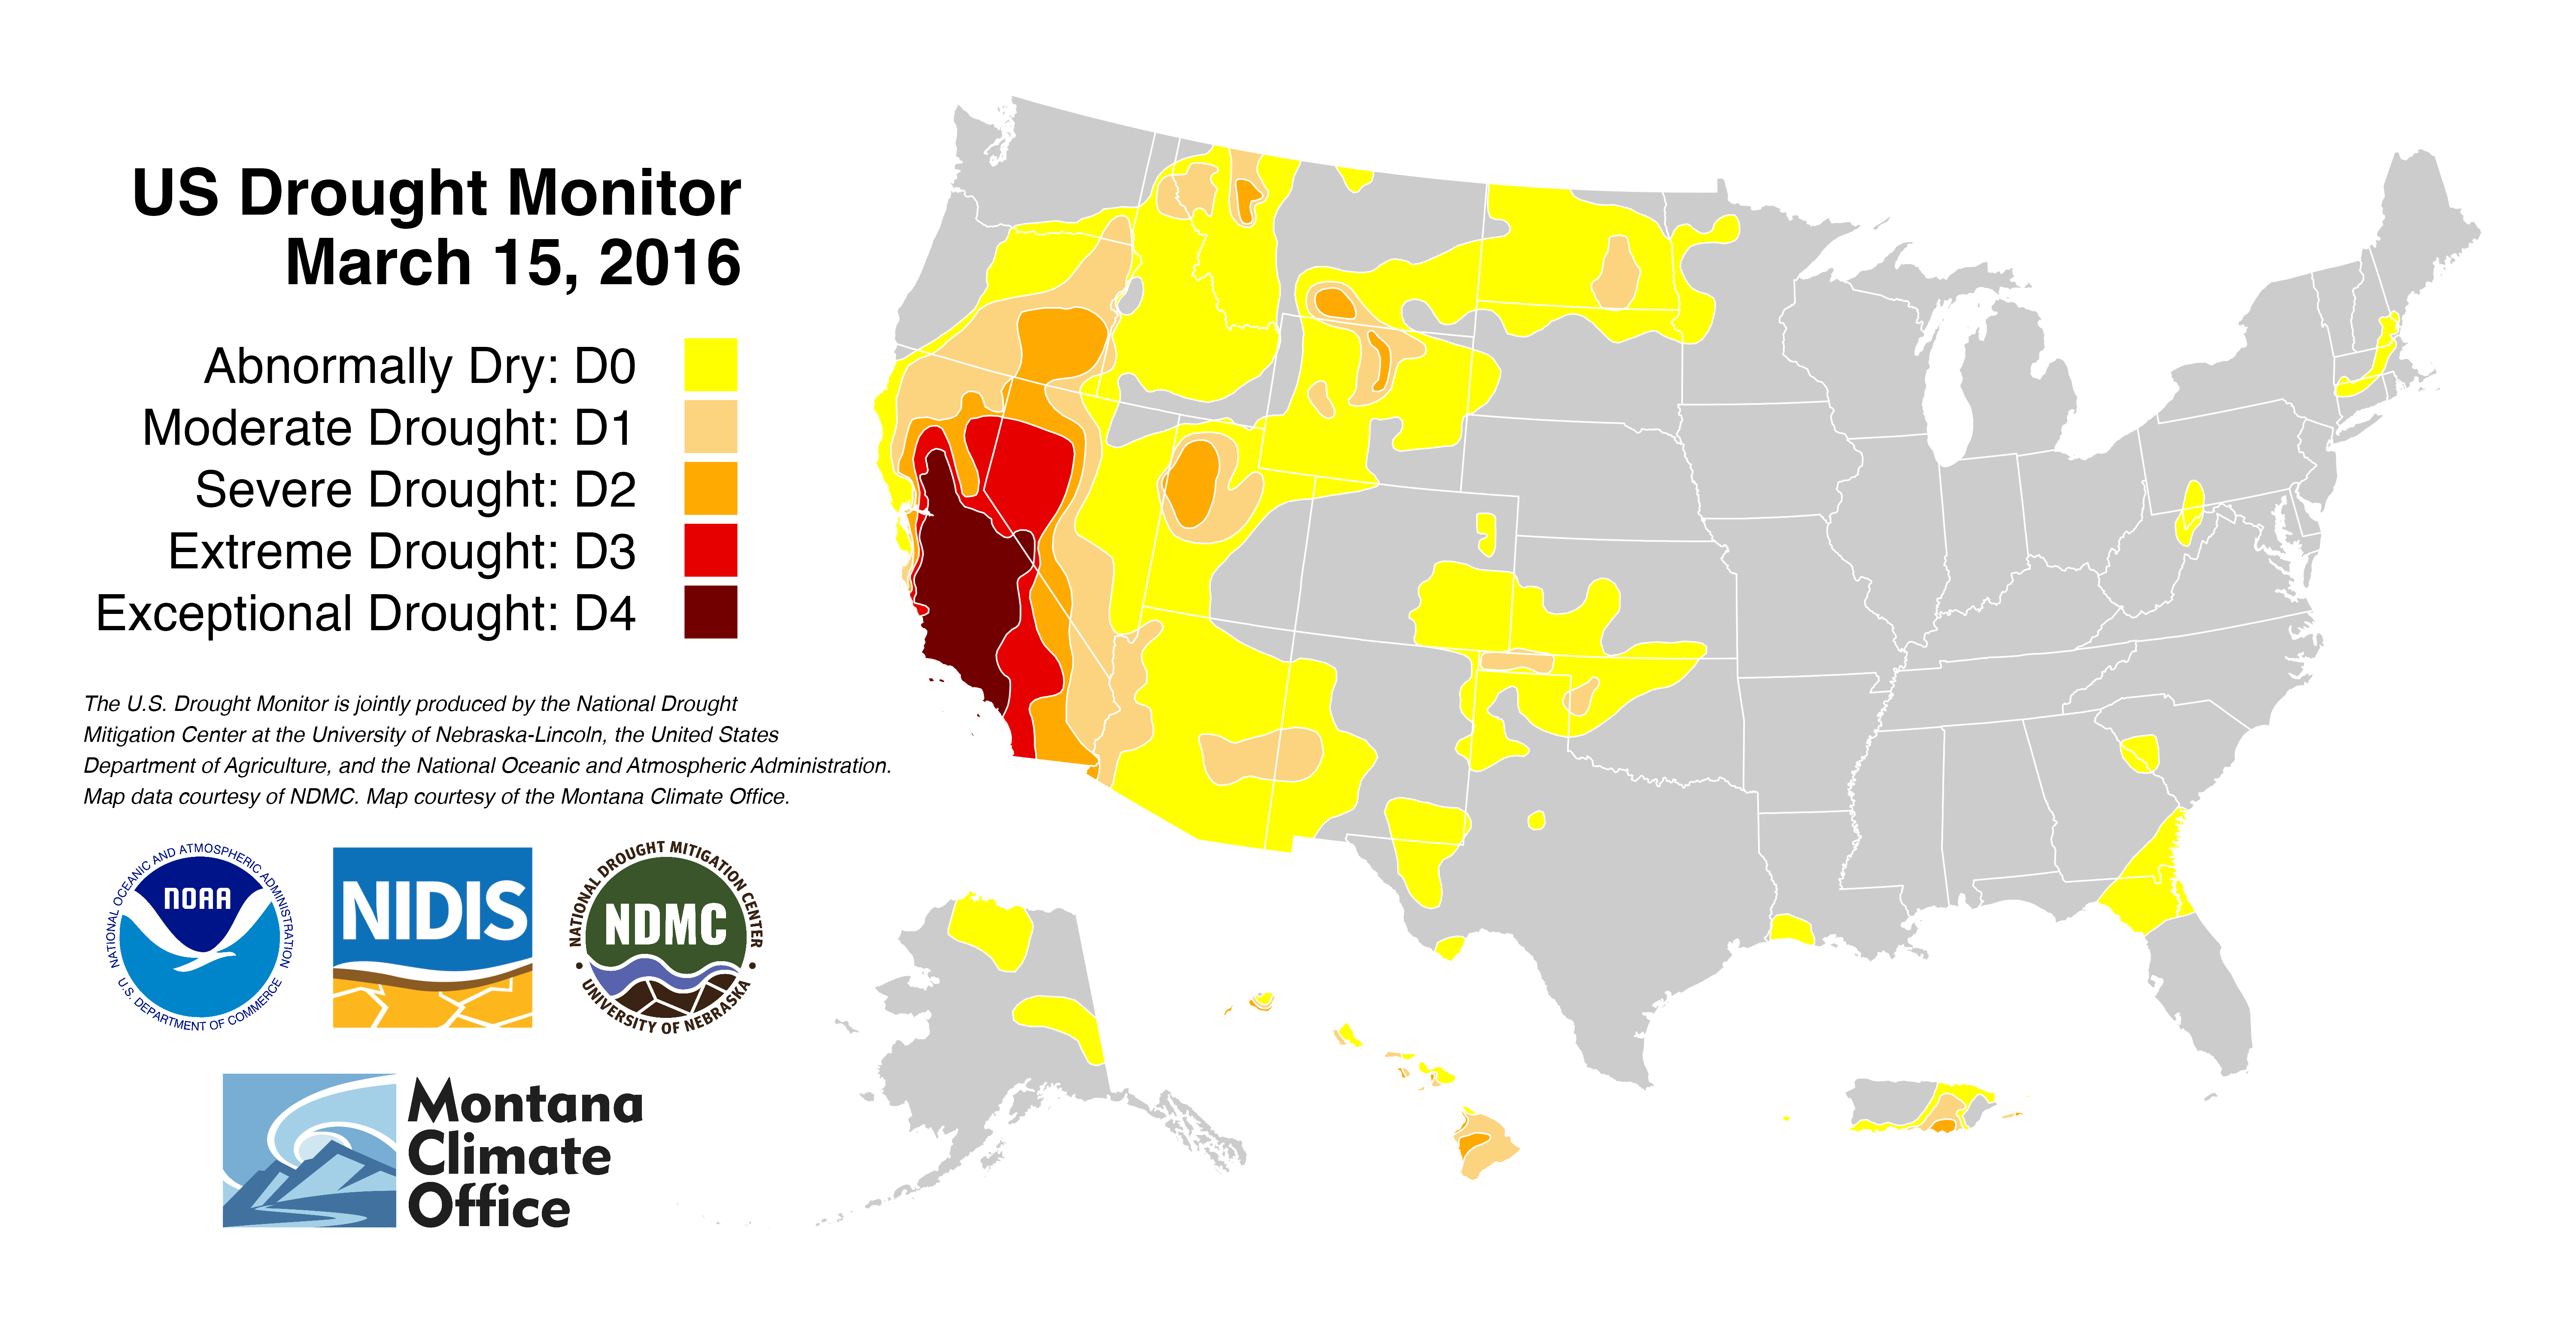 US Drought Monitor
March 15, 2016
Abnormally Dry: D0
Moderate Drought: D1
Severe Drought: D2
Extreme Drought: D3
Exceptional Drought: D4
The U.S. Drought Monitor is jointly produced by the National Drought
Mitigation Center at the University of Nebraska-Lincoln, the United States
Department of Agriculture, and the National Oceanic and Atmospheric Administration.
Map data courtesy of NDMC. Map courtesy of the Montana Climate Office.
NATIONAL OCEANIC AND ATMOSPHERIC ADMINISTRATION
NOAA
U.S. DEPARTMENT OF COMMERCE
NIDIS
NATIONAL DROUGHT MITIGATION CENTER
NDMC
• UNIVERSITY OF NEBRASKA •
Montana
Climate
Office